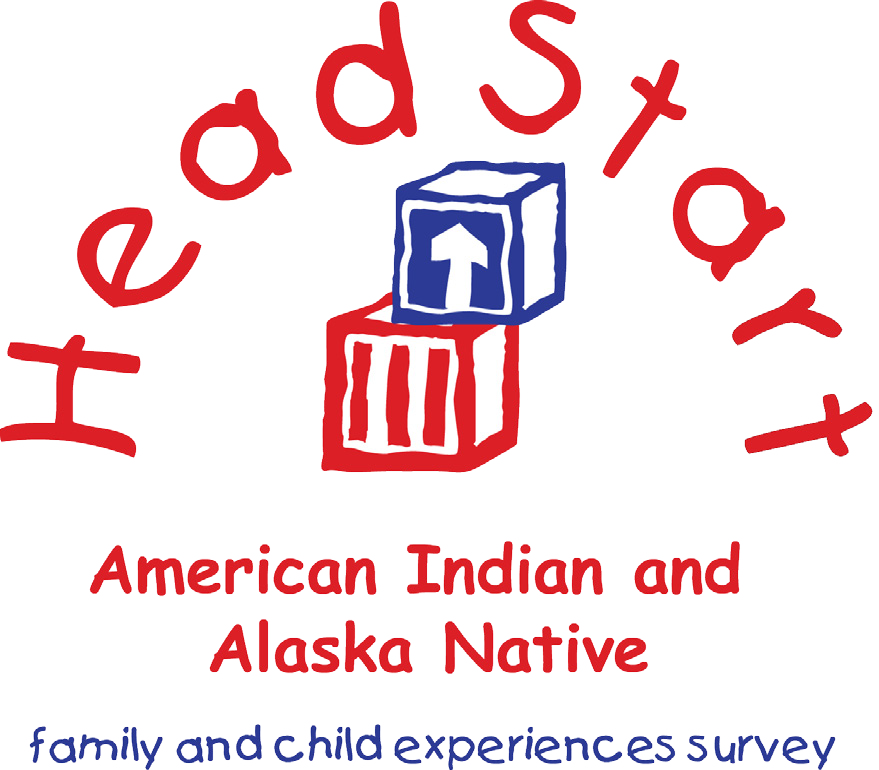 Head Start
American Indian and
Alaska Native
family and child experiences survey